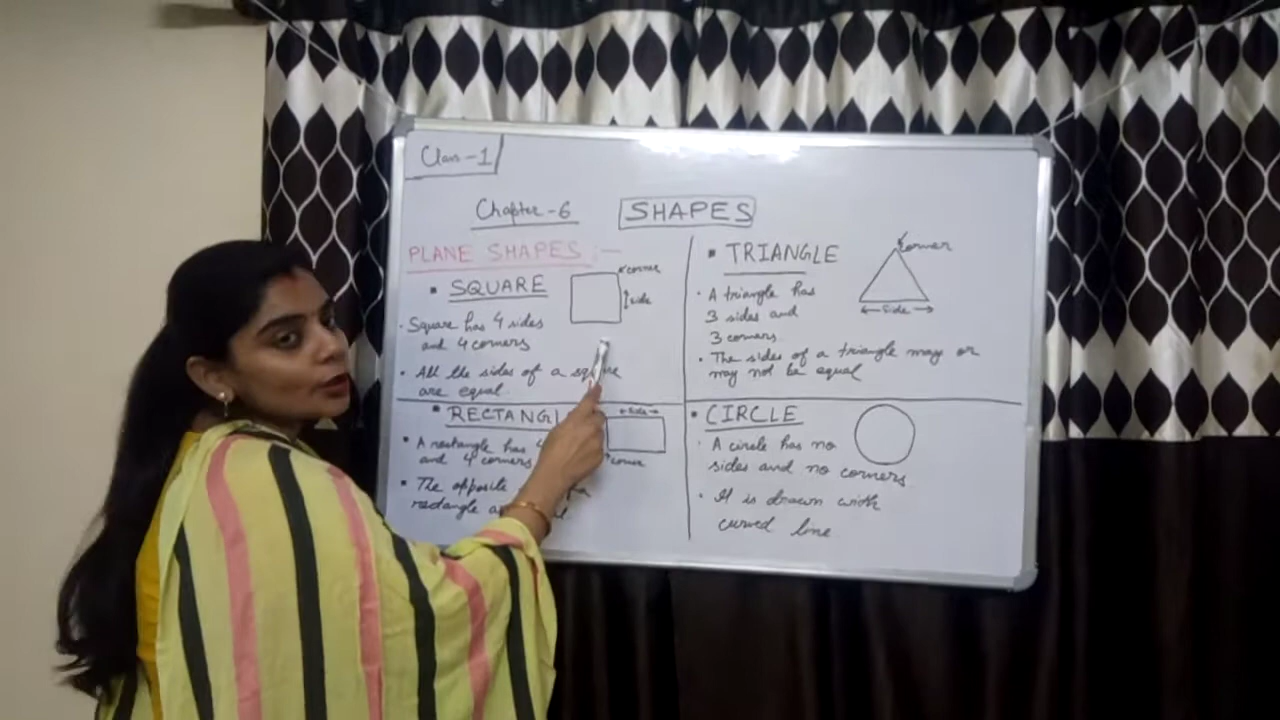 Class-1
Chapter-6
SHAPES
PLANE SHAPES :-
• SQUARE
corner
side
• Square has 4 sides
and 4 corners
• All the sides of a
are equal.
• RECTANGL
side
corner
• A rectangle has 4
and 4 corners
• The opposite
rectangle
• TRIANGLE
corner
side
• A triangle has
3 sides and
3 corners
• The sides of a triangle may or
may not be equal
• CIRCLE
• A circle has no
sides and no corners.
• It is drawn with
curved line.